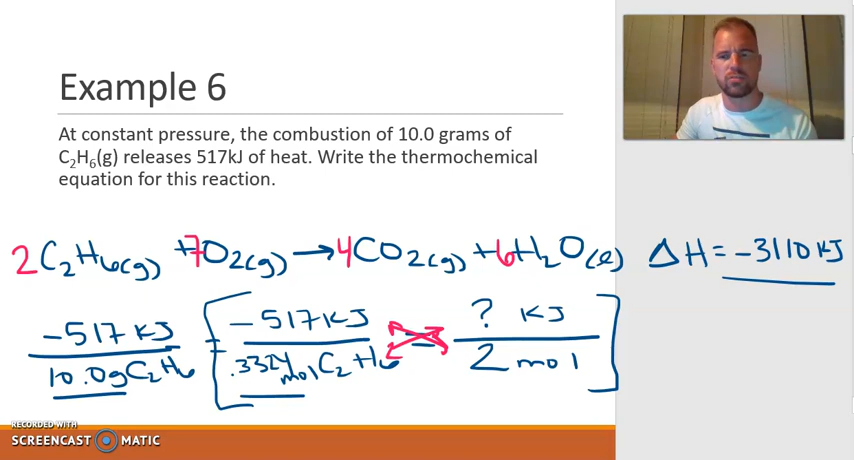 Example 6
At constant pressure, the combustion of 10.0 grams of
C₂H₆(g) releases 517kJ of heat. Write the thermochemical
equation for this reaction.
2C₂H₆(g) + 7O₂(g) → 4CO₂(g) + 6H₂O(l) ΔH = -3110 KJ
-517 KJ / 10.0g C₂H₆ = [ -517 KJ / .3324 mol C₂H₆ = ? KJ / 2 mol ]
RECORDED WITH
SCREENCAST MATIC